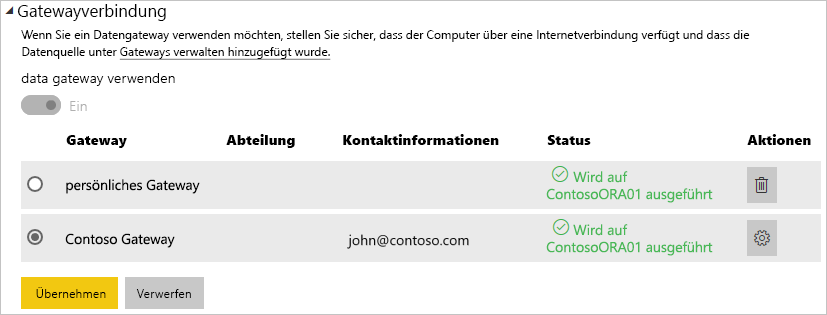 Gatewayverbindung
Wenn Sie ein Datengateway verwenden möchten, stellen Sie sicher, dass der Computer über eine Internetverbindung verfügt und dass die
Datenquelle unter Gateways verwalten hinzugefügt wurde.
data gateway verwenden
Ein
Gateway Abteilung Kontaktinformationen Status Aktionen
persönliches Gateway Wird auf
ContosoORA01 ausgeführt
Contoso Gateway john@contoso.com Wird auf
ContosoORA01 ausgeführt
Übernehmen Verwerfen